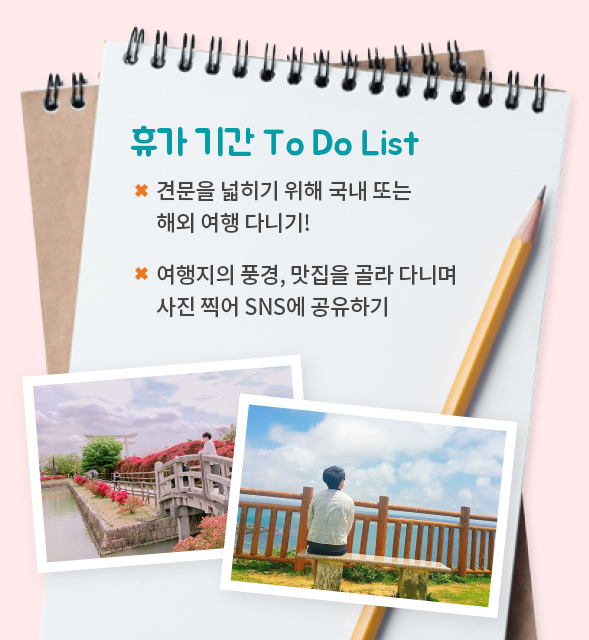 휴가 기간 To Do List
✖ 견문을 넓히기 위해 국내 또는
해외 여행 다니기!
✖ 여행지의 풍경, 맛집을 골라 다니며
사진 찍어 SNS에 공유하기